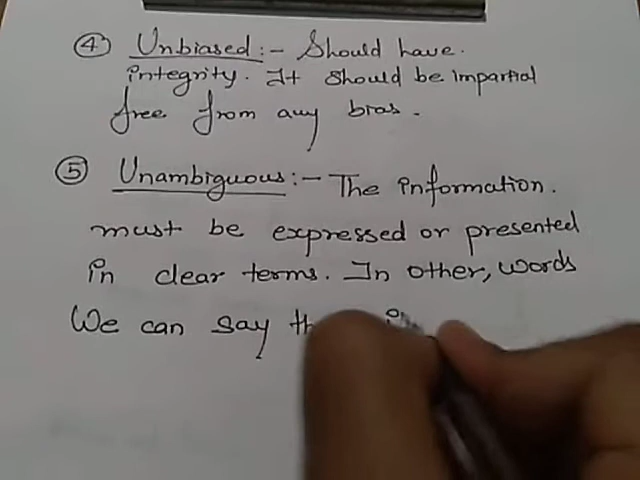 ④ Unbiased :- Should have.
integrity. It should be impartial
free from any bias.
⑤ Unambiguous :- The information.
must be expressed or presented
in clear terms. In other, words
We can say